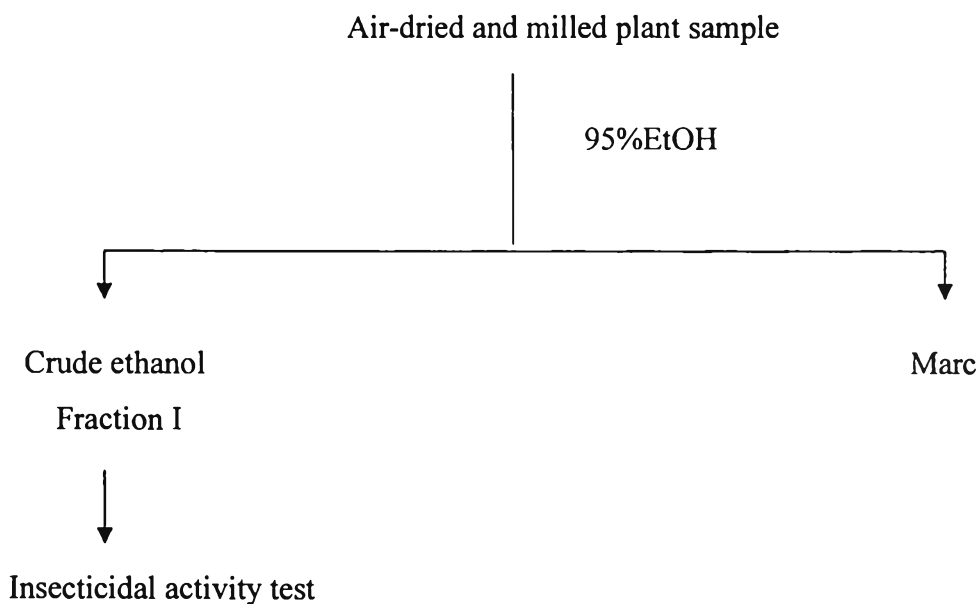 Air-dried and milled plant sample
95%EtOH
Crude ethanol
Marc
Fraction I
Insecticidal activity test